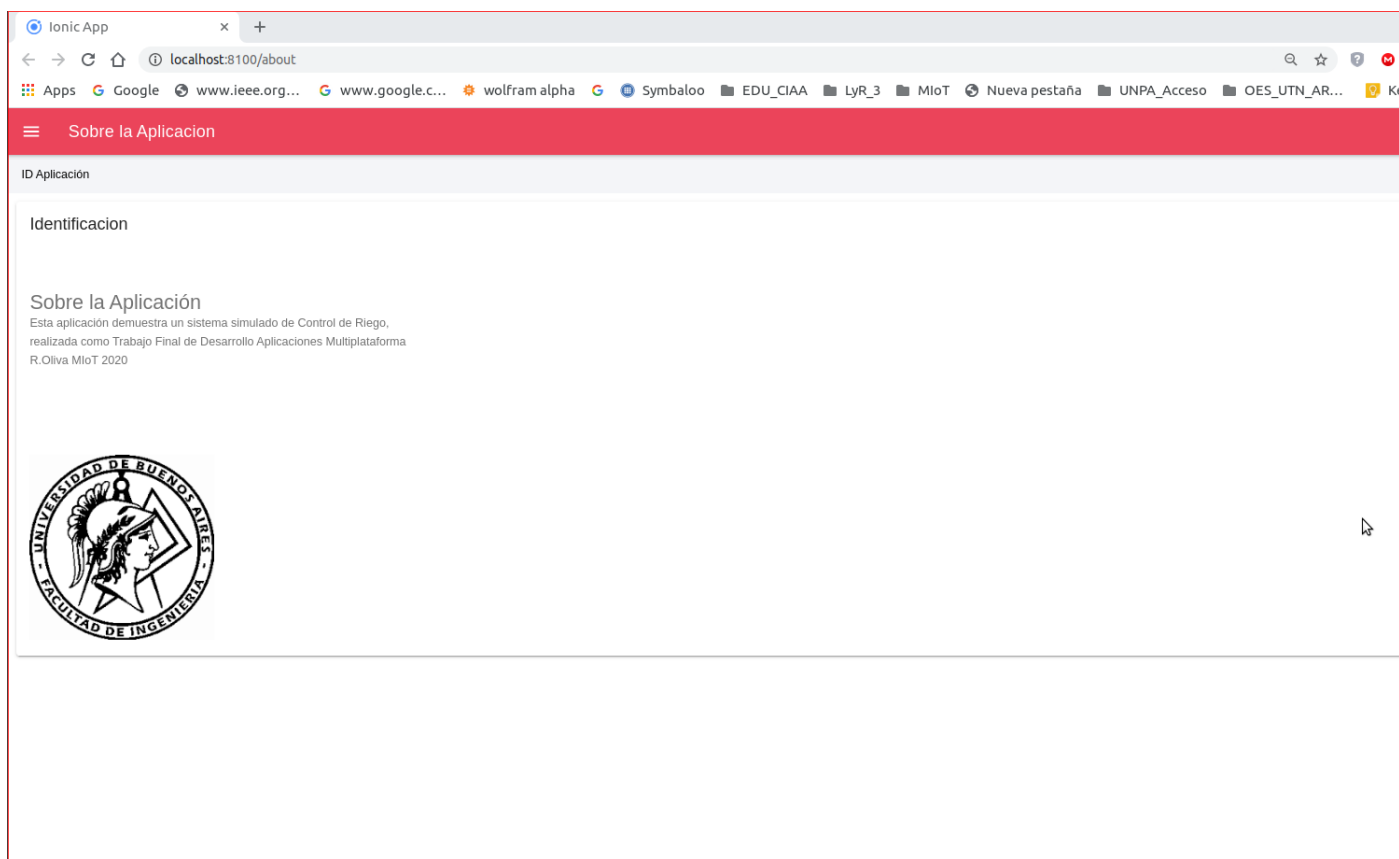 Ionic App
localhost:8100/about
Apps Google www.ieee.org... www.google.c... wolfram alpha Symbaloo EDU_CIAA LyR_3 MIoT Nueva pestaña UNPA_Acceso OES_UTN_AR...
Sobre la Aplicacion
ID Aplicación
Identificacion
Sobre la Aplicación
Esta aplicación demuestra un sistema simulado de Control de Riego,
realizada como Trabajo Final de Desarrollo Aplicaciones Multiplataforma
R.Oliva MIoT 2020
UNIVERSIDAD DE BUENOS AIRES
- FACULTAD DE INGENIERIA -